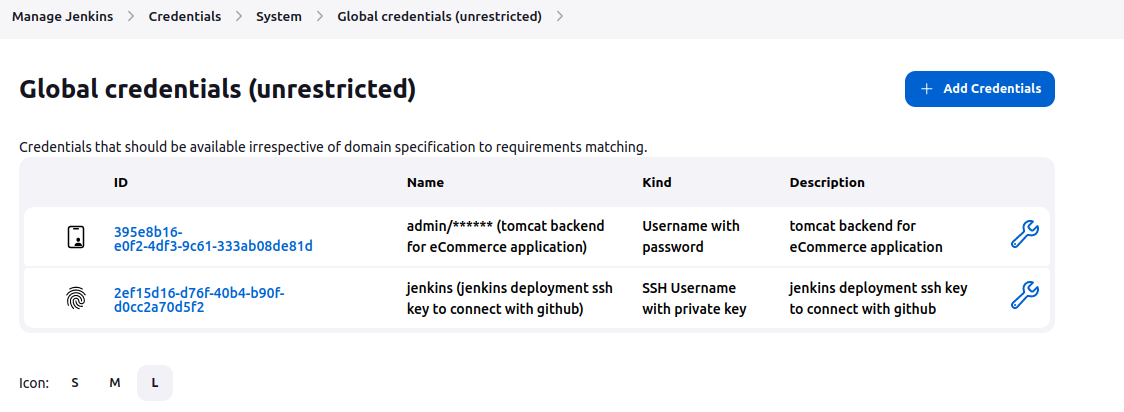 Manage Jenkins > Credentials > System > Global credentials (unrestricted) >
Global credentials (unrestricted)
+ Add Credentials
Credentials that should be available irrespective of domain specification to requirements matching.
ID Name Kind Description
395e8b16-
e0f2-4df3-9c61-333ab08de81d
admin/****** (tomcat backend
for eCommerce application)
Username with
password
tomcat backend for
eCommerce application
2ef15d16-d76f-40b4-b90f-
d0cc2a70d5f2
jenkins (jenkins deployment ssh
key to connect with github)
SSH Username
with private key
jenkins deployment ssh key
to connect with github
Icon: S M L